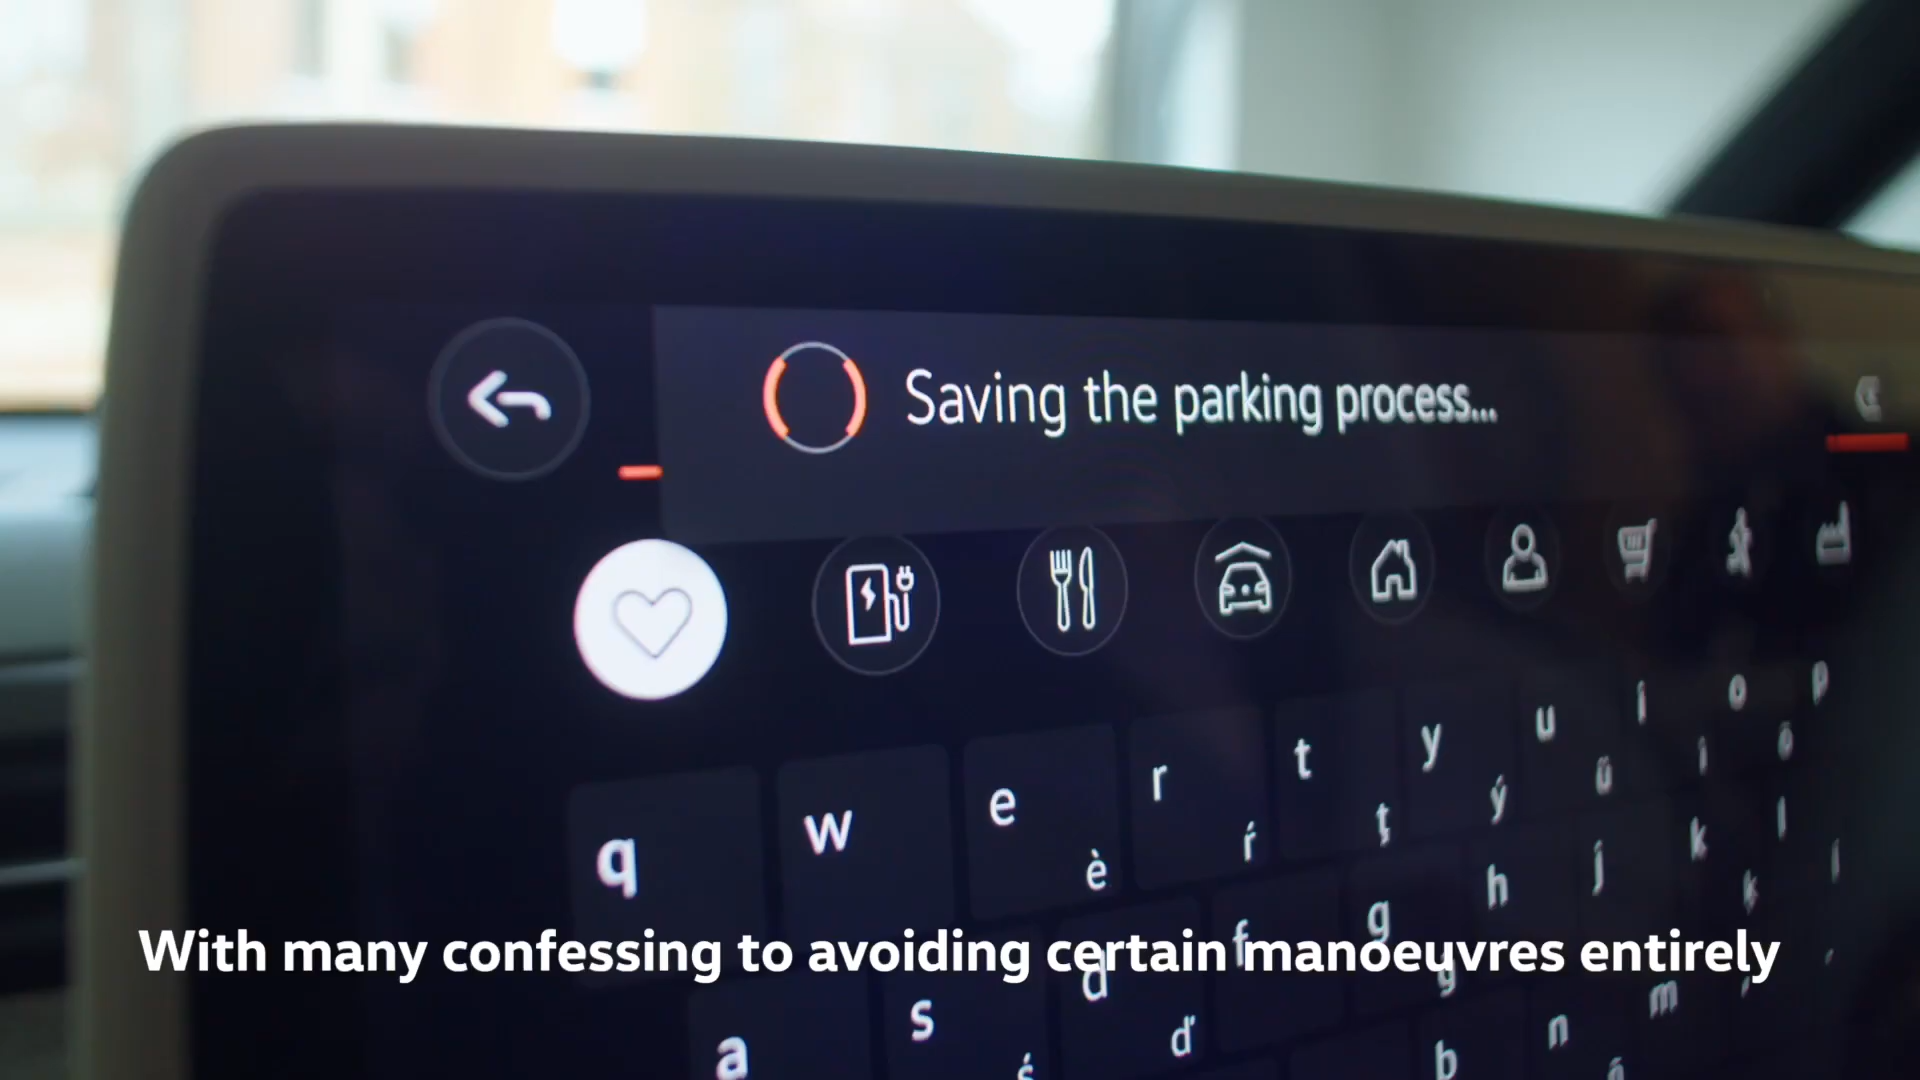 Saving the parking process...
q w e r t y u i o p
è ŕ ţ ý
a s d f g h j k l
ś ď
b n m
With many confessing to avoiding certain manoeuvres entirely